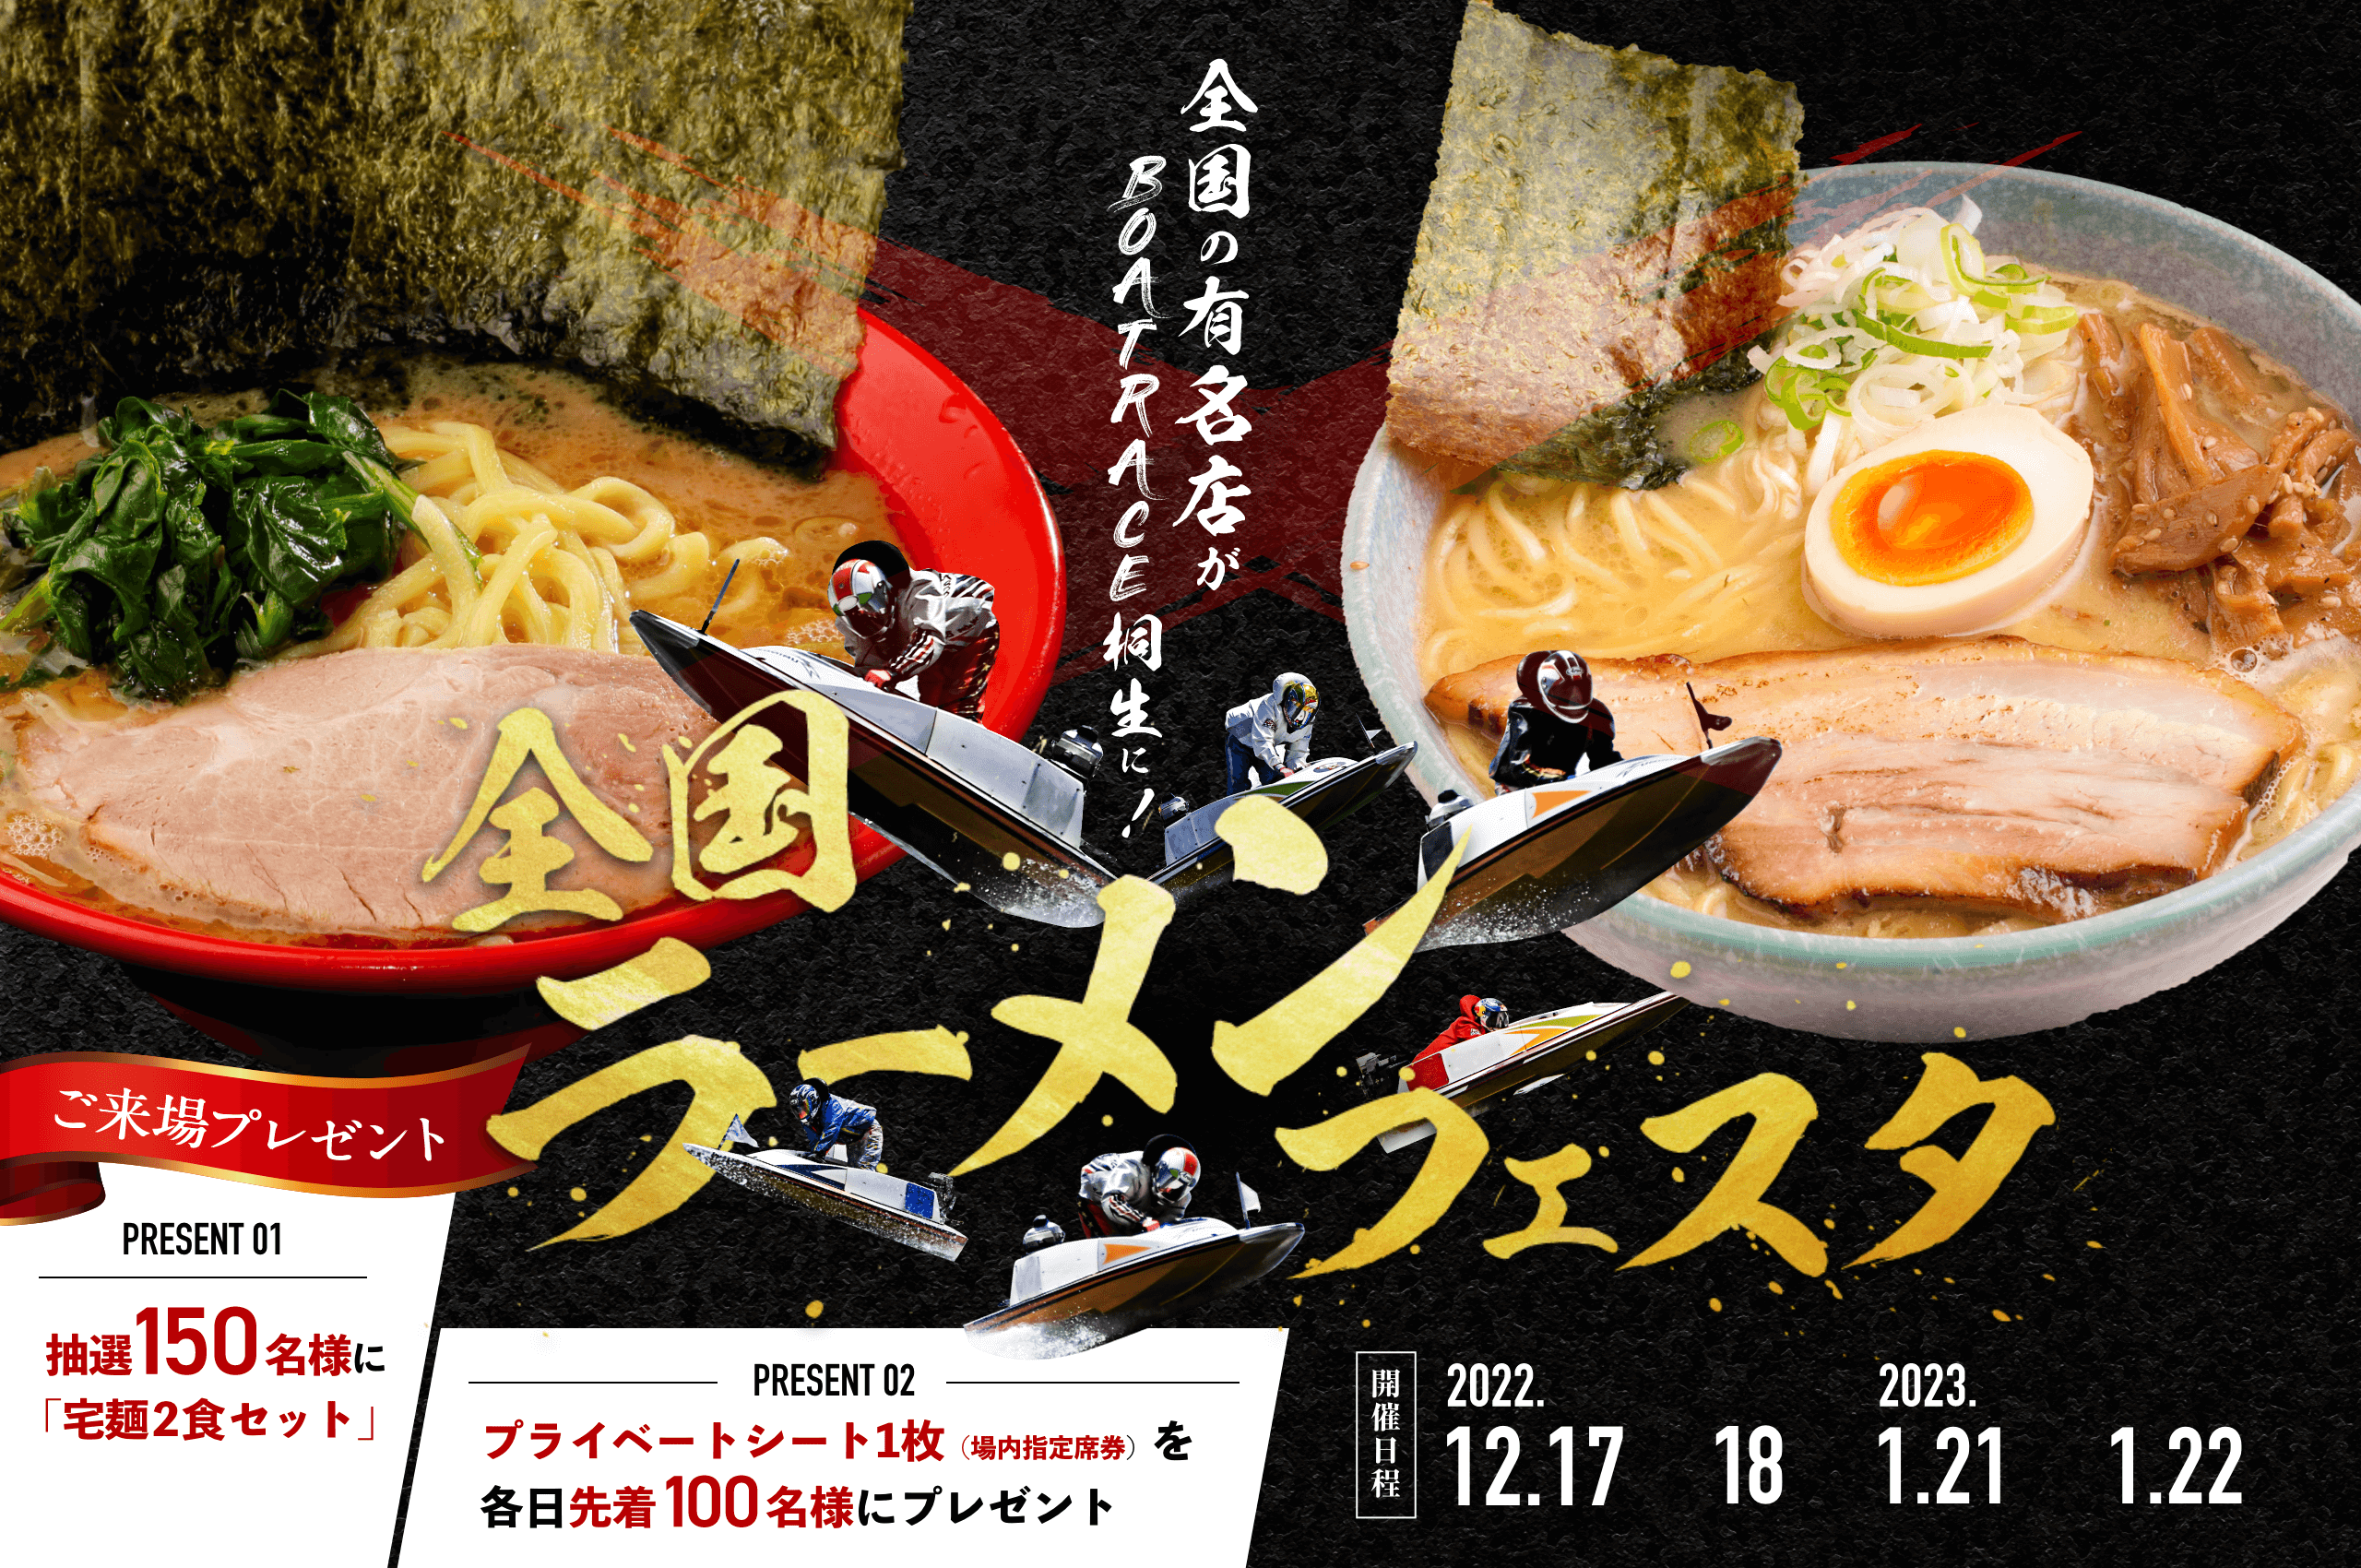 全国の有名店が
BOATRACE桐生に!
全国
ラーメン
フェスタ
ご来場プレゼント
PRESENT 01
抽選150名様に
「宅麺2食セット」
PRESENT 02
プライベートシート1枚（場内指定席券）を
各日先着100名様にプレゼント
開催日程
2022.
12.17 18
2023.
1.21 1.22